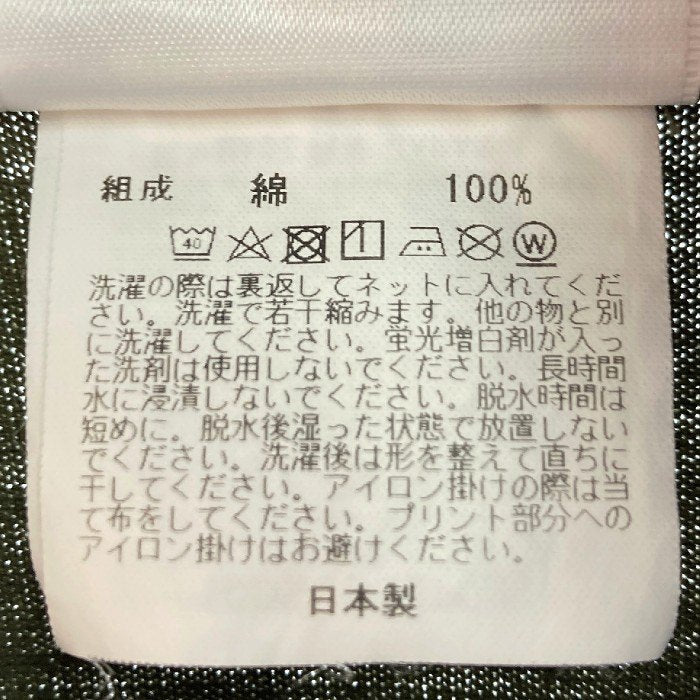 組成 綿 100%
40 W
洗濯の際は裏返してネットに入れてくだ
さい。洗濯で若干縮みます。他の物と別
に洗濯してください。蛍光増白剤が入っ
た洗剤は使用しないでください。長時間
水に浸漬しないでください。脱水時間は
短めに。脱水後湿った状態で放置しない
でください。洗濯後は形を整えて直ちに
干してください。アイロン掛けの際は当
て布をしてください。プリント部分への
アイロン掛けはお避けください。
日本製